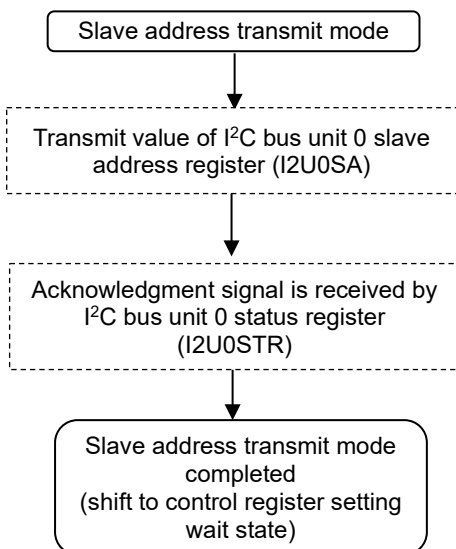 Slave address transmit mode
Transmit value of I²C bus unit 0 slave
address register (I2U0SA)
Acknowledgment signal is received by
I²C bus unit 0 status register
(I2U0STR)
Slave address transmit mode
completed
(shift to control register setting
wait state)